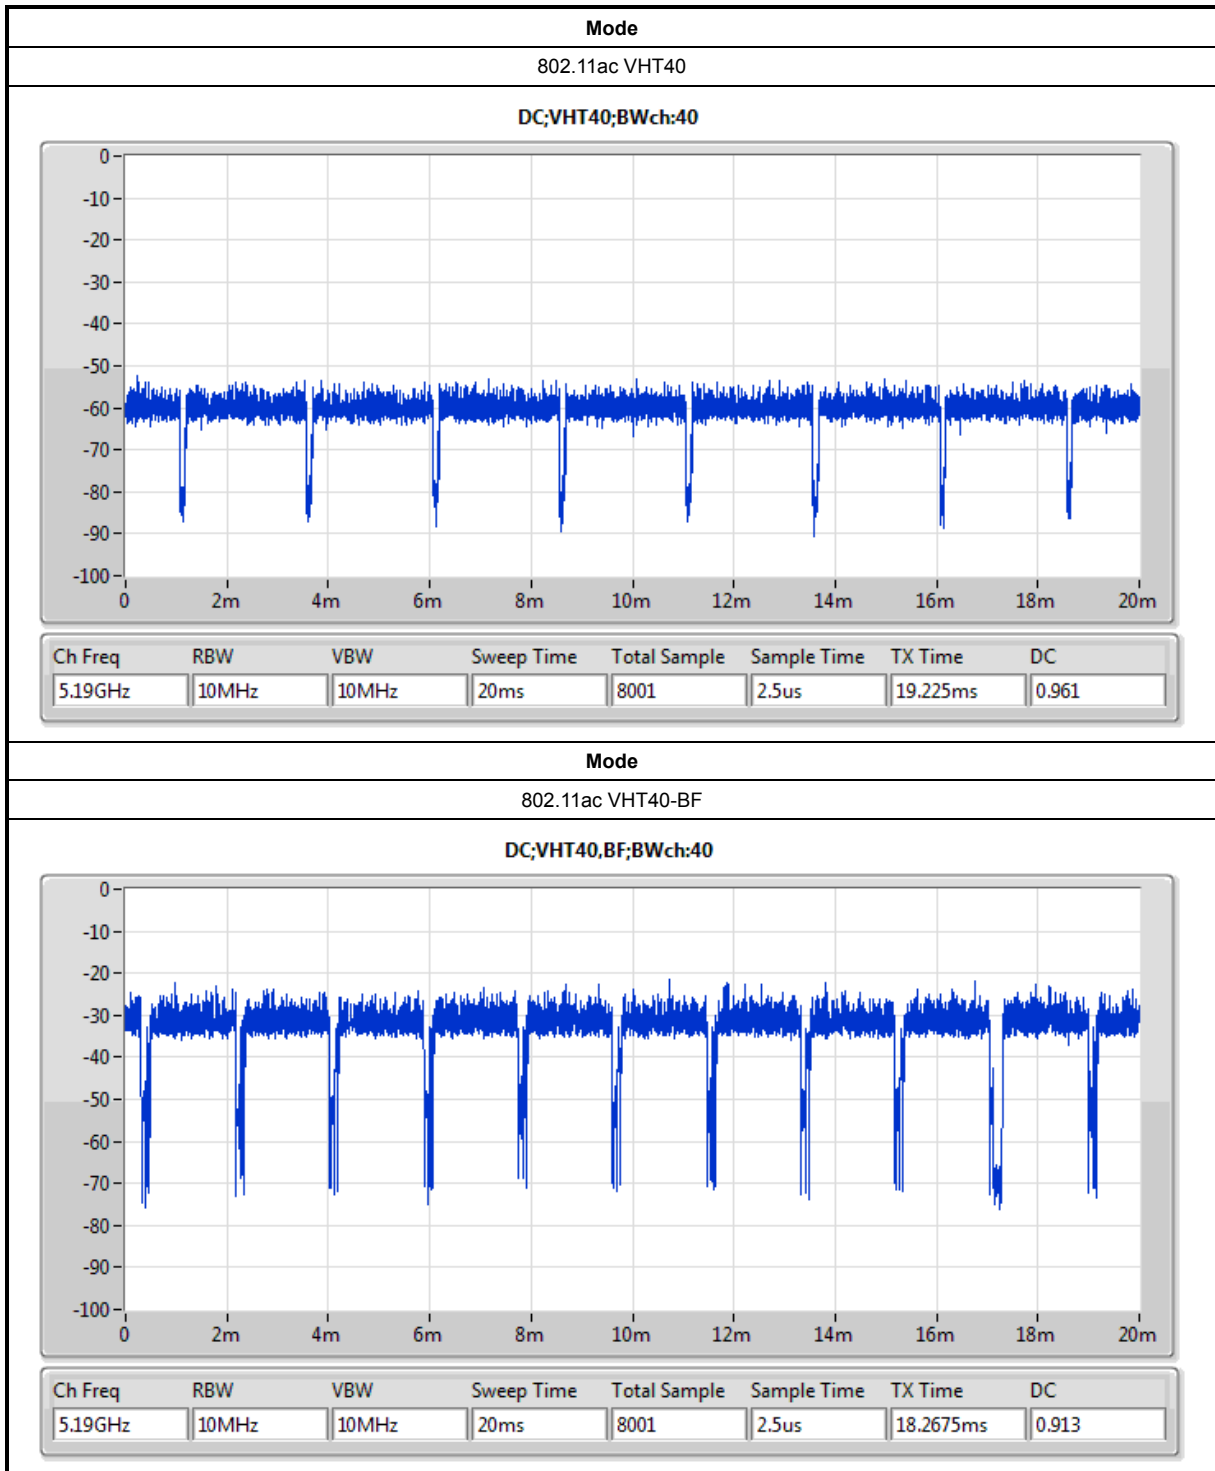 Mode
802.11ac VHT40
DC;VHT40;BWch:40
0
-10
-20
-30
-40
-50
-60
-70
-80
-90
-100
0 2m 4m 6m 8m 10m 12m 14m 16m 18m 20m
Ch Freq RBW VBW Sweep Time Total Sample Sample Time TX Time DC
5.19GHz 10MHz 10MHz 20ms 8001 2.5us 19.225ms 0.961
Mode
802.11ac VHT40-BF
DC;VHT40,BF;BWch:40
0
-10
-20
-30
-40
-50
-60
-70
-80
-90
-100
0 2m 4m 6m 8m 10m 12m 14m 16m 18m 20m
Ch Freq RBW VBW Sweep Time Total Sample Sample Time TX Time DC
5.19GHz 10MHz 10MHz 20ms 8001 2.5us 18.2675ms 0.913